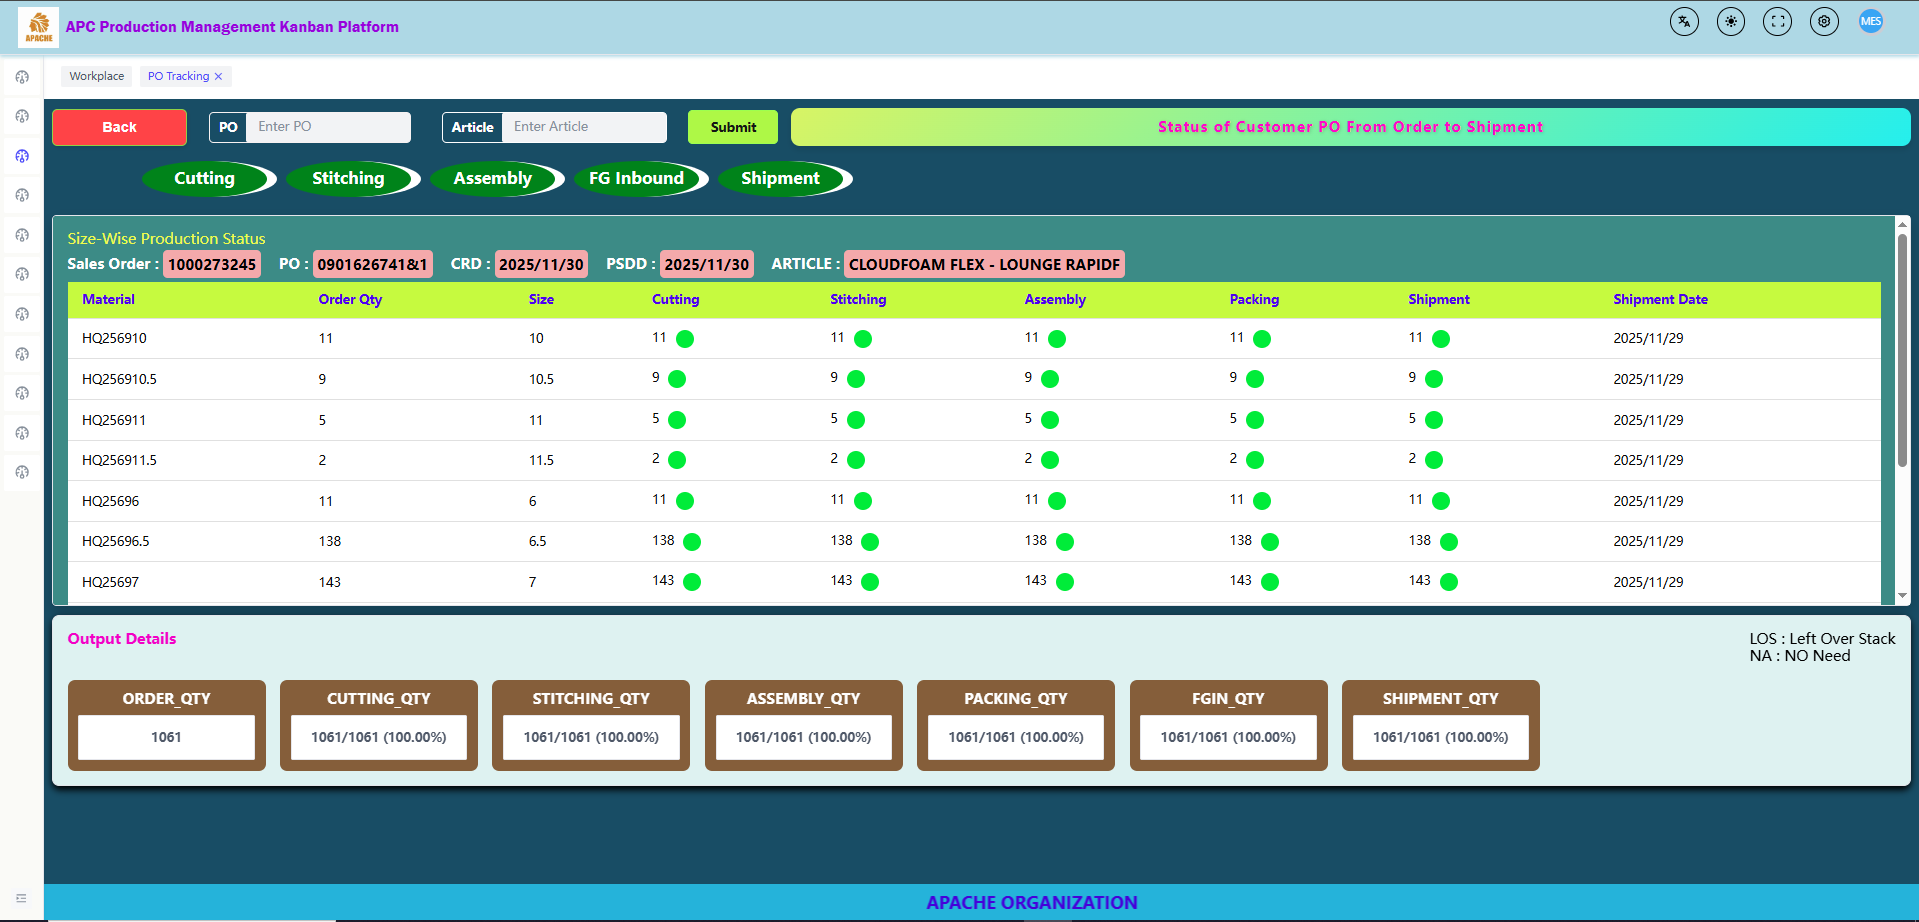 APACHE
APC Production Management Kanban Platform
MES
Workplace
PO Tracking ×
Back
PO Enter PO
Article Enter Article
Submit
Status of Customer PO From Order to Shipment
Cutting Stitching Assembly FG Inbound Shipment
Size-Wise Production Status
Sales Order : 1000273245 PO : 0901626741&1 CRD : 2025/11/30 PSDD : 2025/11/30 ARTICLE : CLOUDFOAM FLEX - LOUNGE RAPIDF
Material Order Qty Size Cutting Stitching Assembly Packing Shipment Shipment Date
HQ256910 11 10 11 11 11 11 11 2025/11/29
HQ256910.5 9 10.5 9 9 9 9 9 2025/11/29
HQ256911 5 11 5 5 5 5 5 2025/11/29
HQ256911.5 2 11.5 2 2 2 2 2 2025/11/29
HQ25696 11 6 11 11 11 11 11 2025/11/29
HQ25696.5 138 6.5 138 138 138 138 138 2025/11/29
HQ25697 143 7 143 143 143 143 143 2025/11/29
Output Details
LOS : Left Over Stack
NA : NO Need
ORDER_QTY CUTTING_QTY STITCHING_QTY ASSEMBLY_QTY PACKING_QTY FGIN_QTY SHIPMENT_QTY
1061 1061/1061 (100.00%) 1061/1061 (100.00%) 1061/1061 (100.00%) 1061/1061 (100.00%) 1061/1061 (100.00%) 1061/1061 (100.00%)
APACHE ORGANIZATION